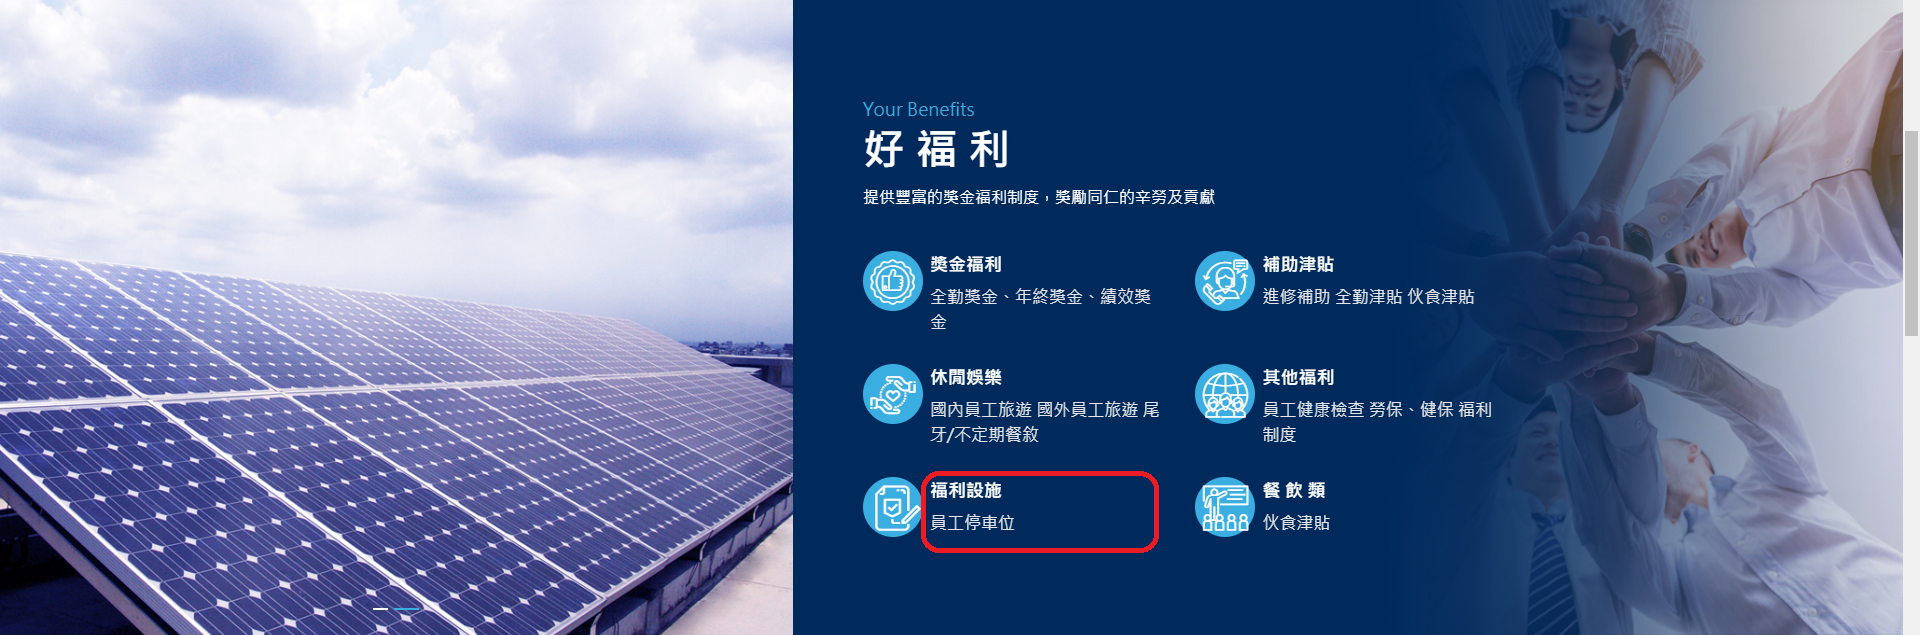 Your Benefits
好福利
提供豐富的獎金福利制度，獎勵同仁的辛勞及貢獻
獎金福利
全勤獎金、年終獎金、績效獎
金
補助津貼
進修補助 全勤津貼 伙食津貼
休閒娛樂
國內員工旅遊 國外員工旅遊 尾
牙/不定期餐敘
其他福利
員工健康檢查 勞保、健保 福利
制度
福利設施
員工停車位
餐 飲 類
伙食津貼